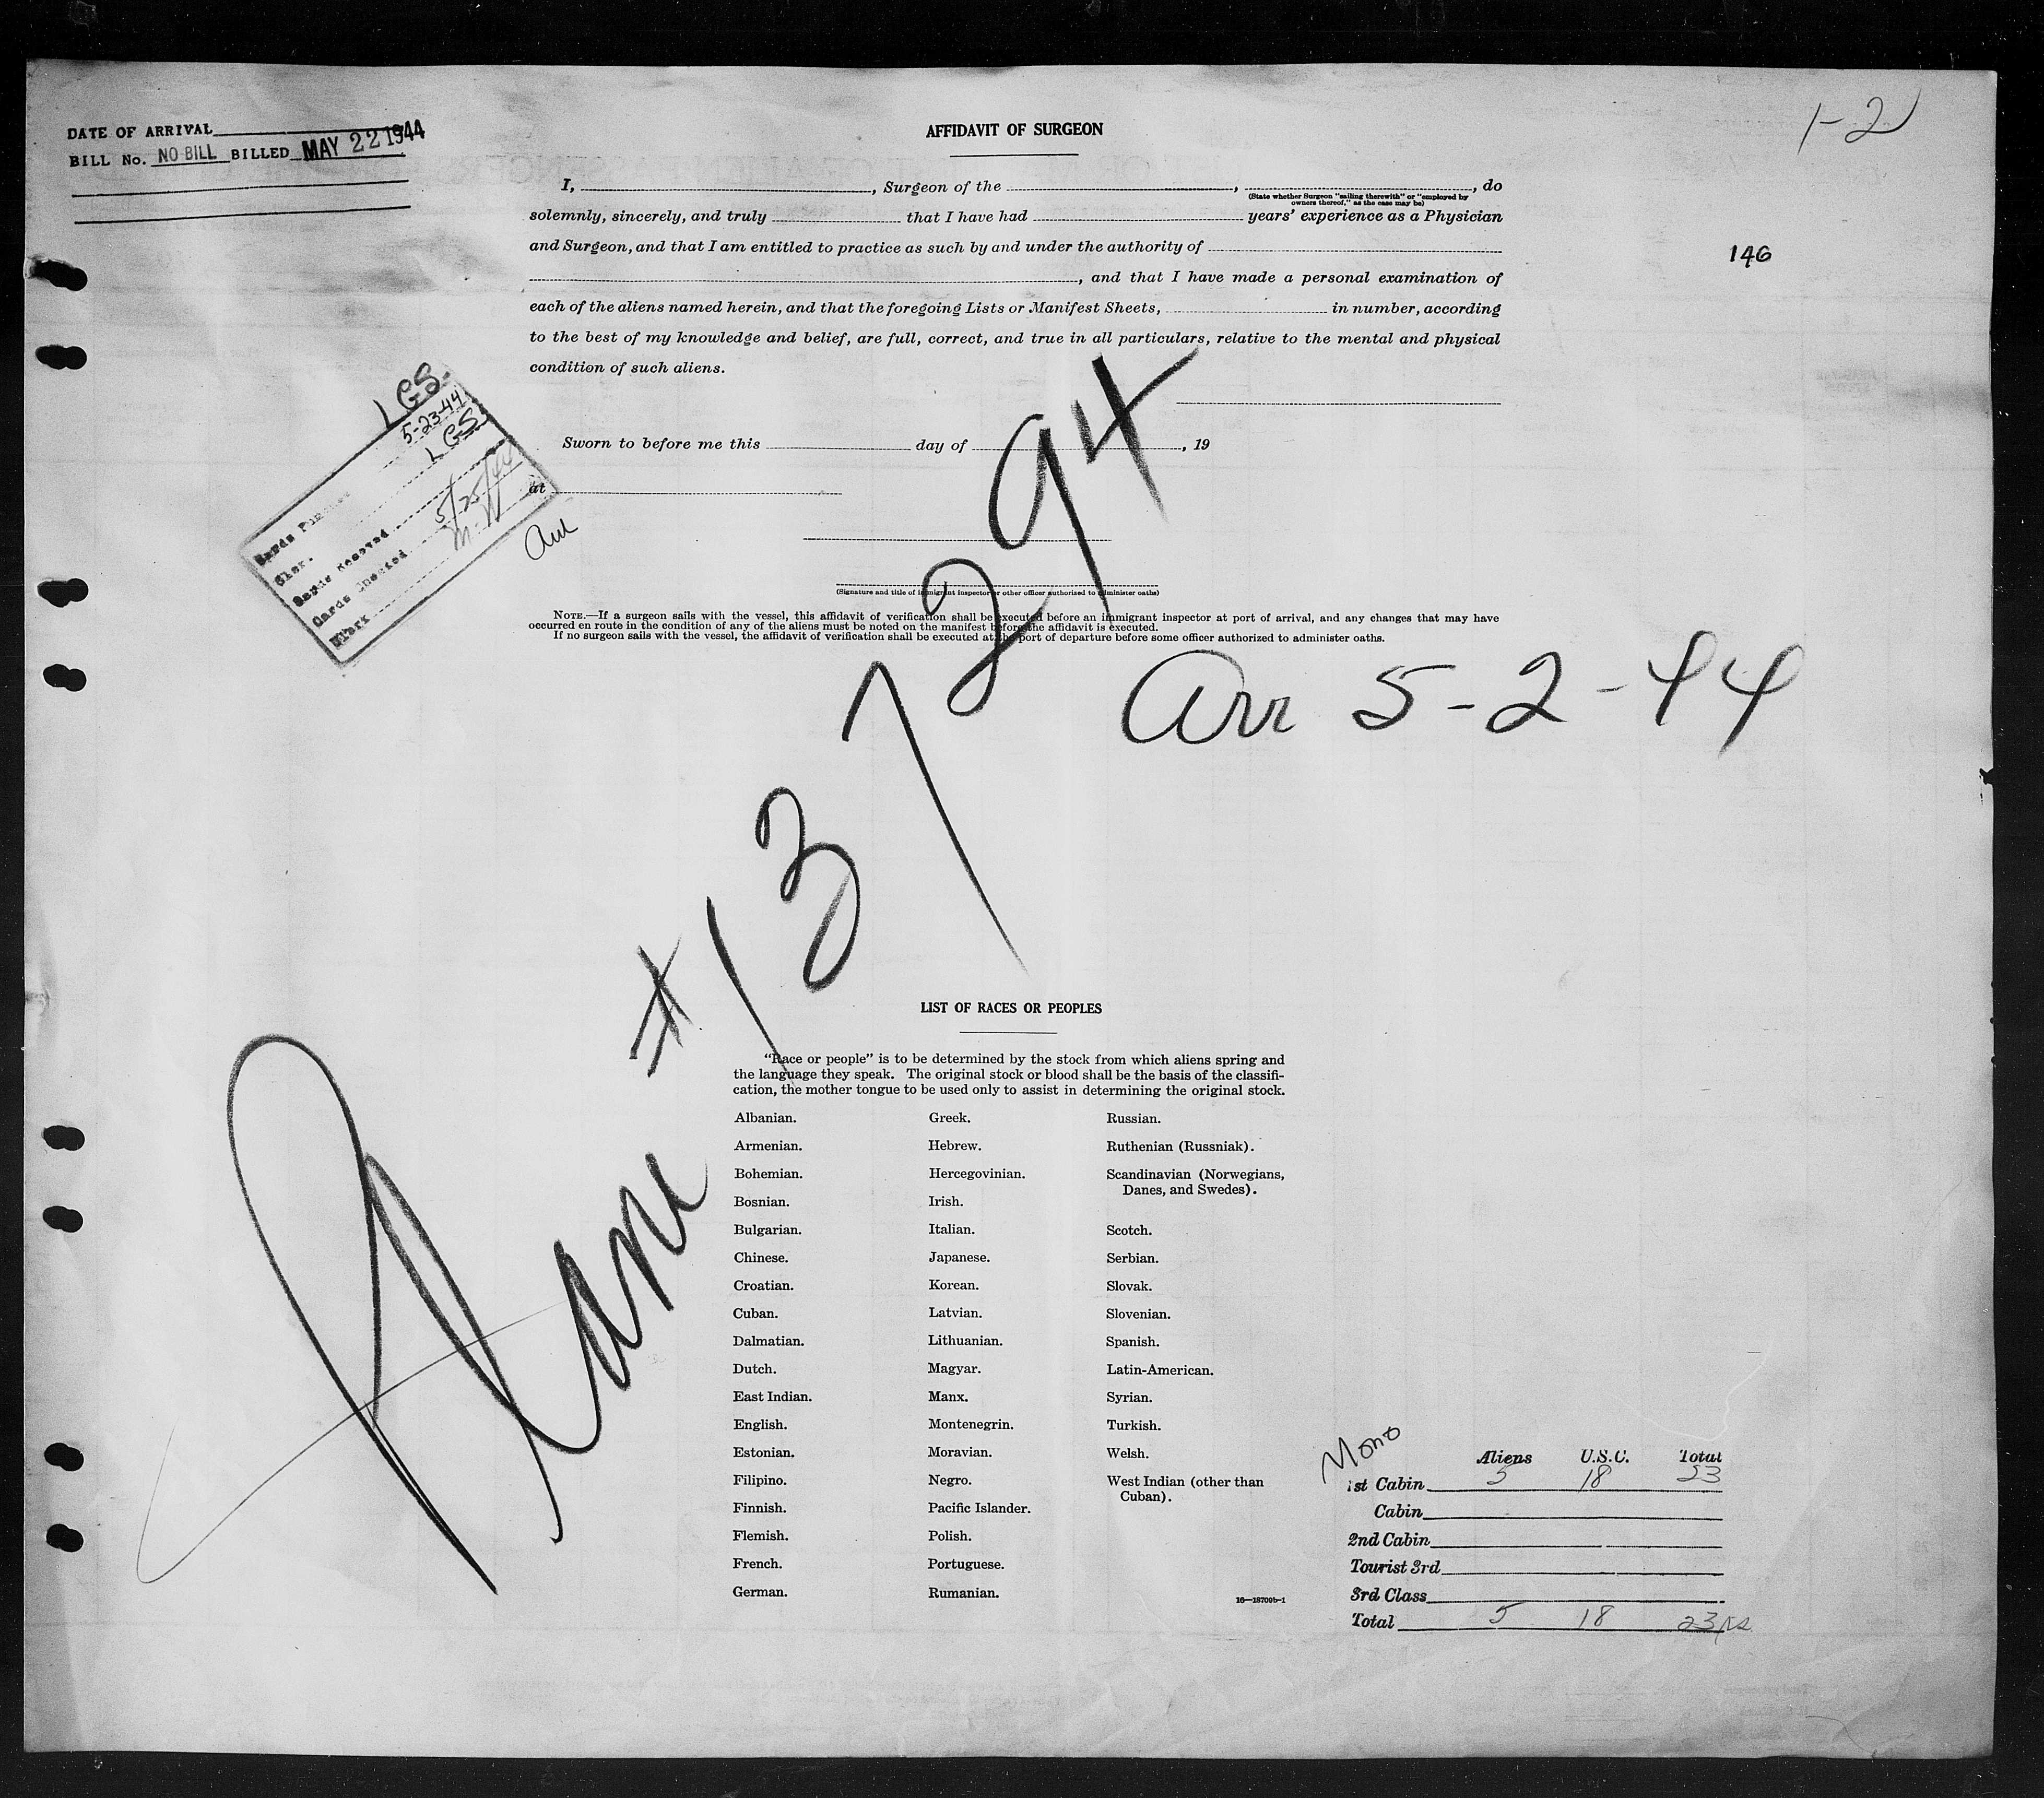 DATE OF ARRIVAL
BILL No. NO BILL BILLED MAY 22 1944
1-2
146
AFFIDAVIT OF SURGEON
I, , Surgeon of the , , do
(State whether Surgeon "sailing therewith" or "employed by
owners thereof," as the case may be)
solemnly, sincerely, and truly that I have had years' experience as a Physician
and Surgeon, and that I am entitled to practice as such by and under the authority of
, and that I have made a personal examination of
each of the aliens named herein, and that the foregoing Lists or Manifest Sheets, in number, according
to the best of my knowledge and belief, are full, correct, and true in all particulars, relative to the mental and physical
condition of such aliens.
Sworn to before me this day of , 19
at
LGS.
5-23-44
LGS
Cards
5/25/44
Cards Checked
Clerk
(Signature and title of immigrant inspector or other officer authorized to administer oaths)
NOTE.—If a surgeon sails with the vessel, this affidavit of verification shall be executed before an immigrant inspector at port of arrival, and any changes that may have
occurred en route in the condition of any of the aliens must be noted on the manifest before the affidavit is executed.
If no surgeon sails with the vessel, the affidavit of verification shall be executed at the port of departure before some officer authorized to administer oaths.
Plane #137294
Arr 5-2-44
LIST OF RACES OR PEOPLES
"Race or people" is to be determined by the stock from which aliens spring and
the language they speak. The original stock or blood shall be the basis of the classifi-
cation, the mother tongue to be used only to assist in determining the original stock.
Albanian.
Armenian.
Bohemian.
Bosnian.
Bulgarian.
Chinese.
Croatian.
Cuban.
Dalmatian.
Dutch.
East Indian.
English.
Estonian.
Filipino.
Finnish.
Flemish.
French.
German.
Greek.
Hebrew.
Hercegovinian.
Irish.
Italian.
Japanese.
Korean.
Latvian.
Lithuanian.
Magyar.
Manx.
Montenegrin.
Moravian.
Negro.
Pacific Islander.
Polish.
Portuguese.
Rumanian.
Russian.
Ruthenian (Russniak).
Scandinavian (Norwegians,
Danes, and Swedes).
Scotch.
Serbian.
Slovak.
Slovenian.
Spanish.
Latin-American.
Syrian.
Turkish.
Welsh.
West Indian (other than
Cuban).
16—18709b-1
Mono
Aliens U.S.C. Total
1st Cabin 5 18 23
Cabin
2nd Cabin
Tourist 3rd
3rd Class
Total 5 18 23